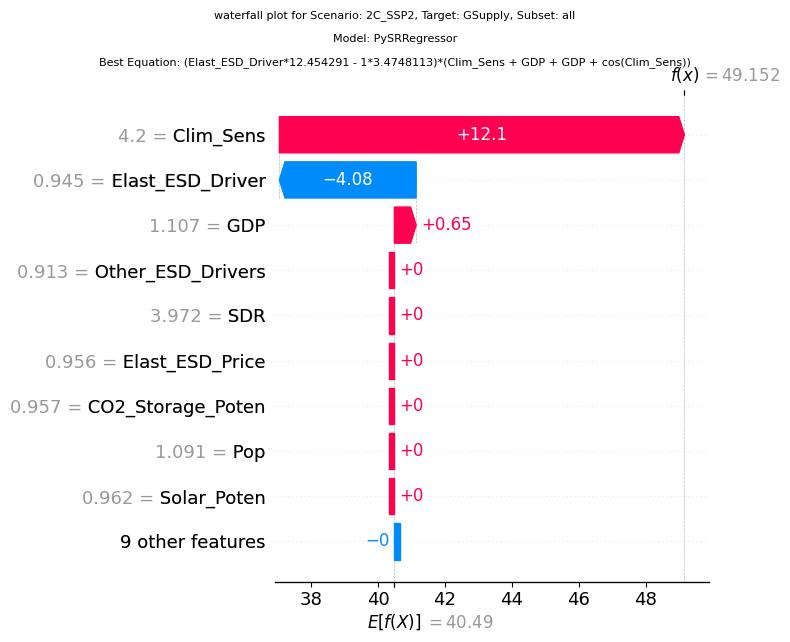 waterfall plot for Scenario: 2C_SSP2, Target: GSupply, Subset: all
Model: PySRRegressor
Best Equation: (Elast_ESD_Driver*12.454291 - 1*3.4748113)*(Clim_Sens + GDP + GDP + cos(Clim_Sens))
f(x) = 49.152
4.2 = Clim_Sens +12.1
0.945 = Elast_ESD_Driver −4.08
1.107 = GDP +0.65
0.913 = Other_ESD_Drivers +0
3.972 = SDR +0
0.956 = Elast_ESD_Price +0
0.957 = CO2_Storage_Poten +0
1.091 = Pop +0
0.962 = Solar_Poten +0
9 other features −0
38 40 42 44 46 48
E[f(X)] = 40.49